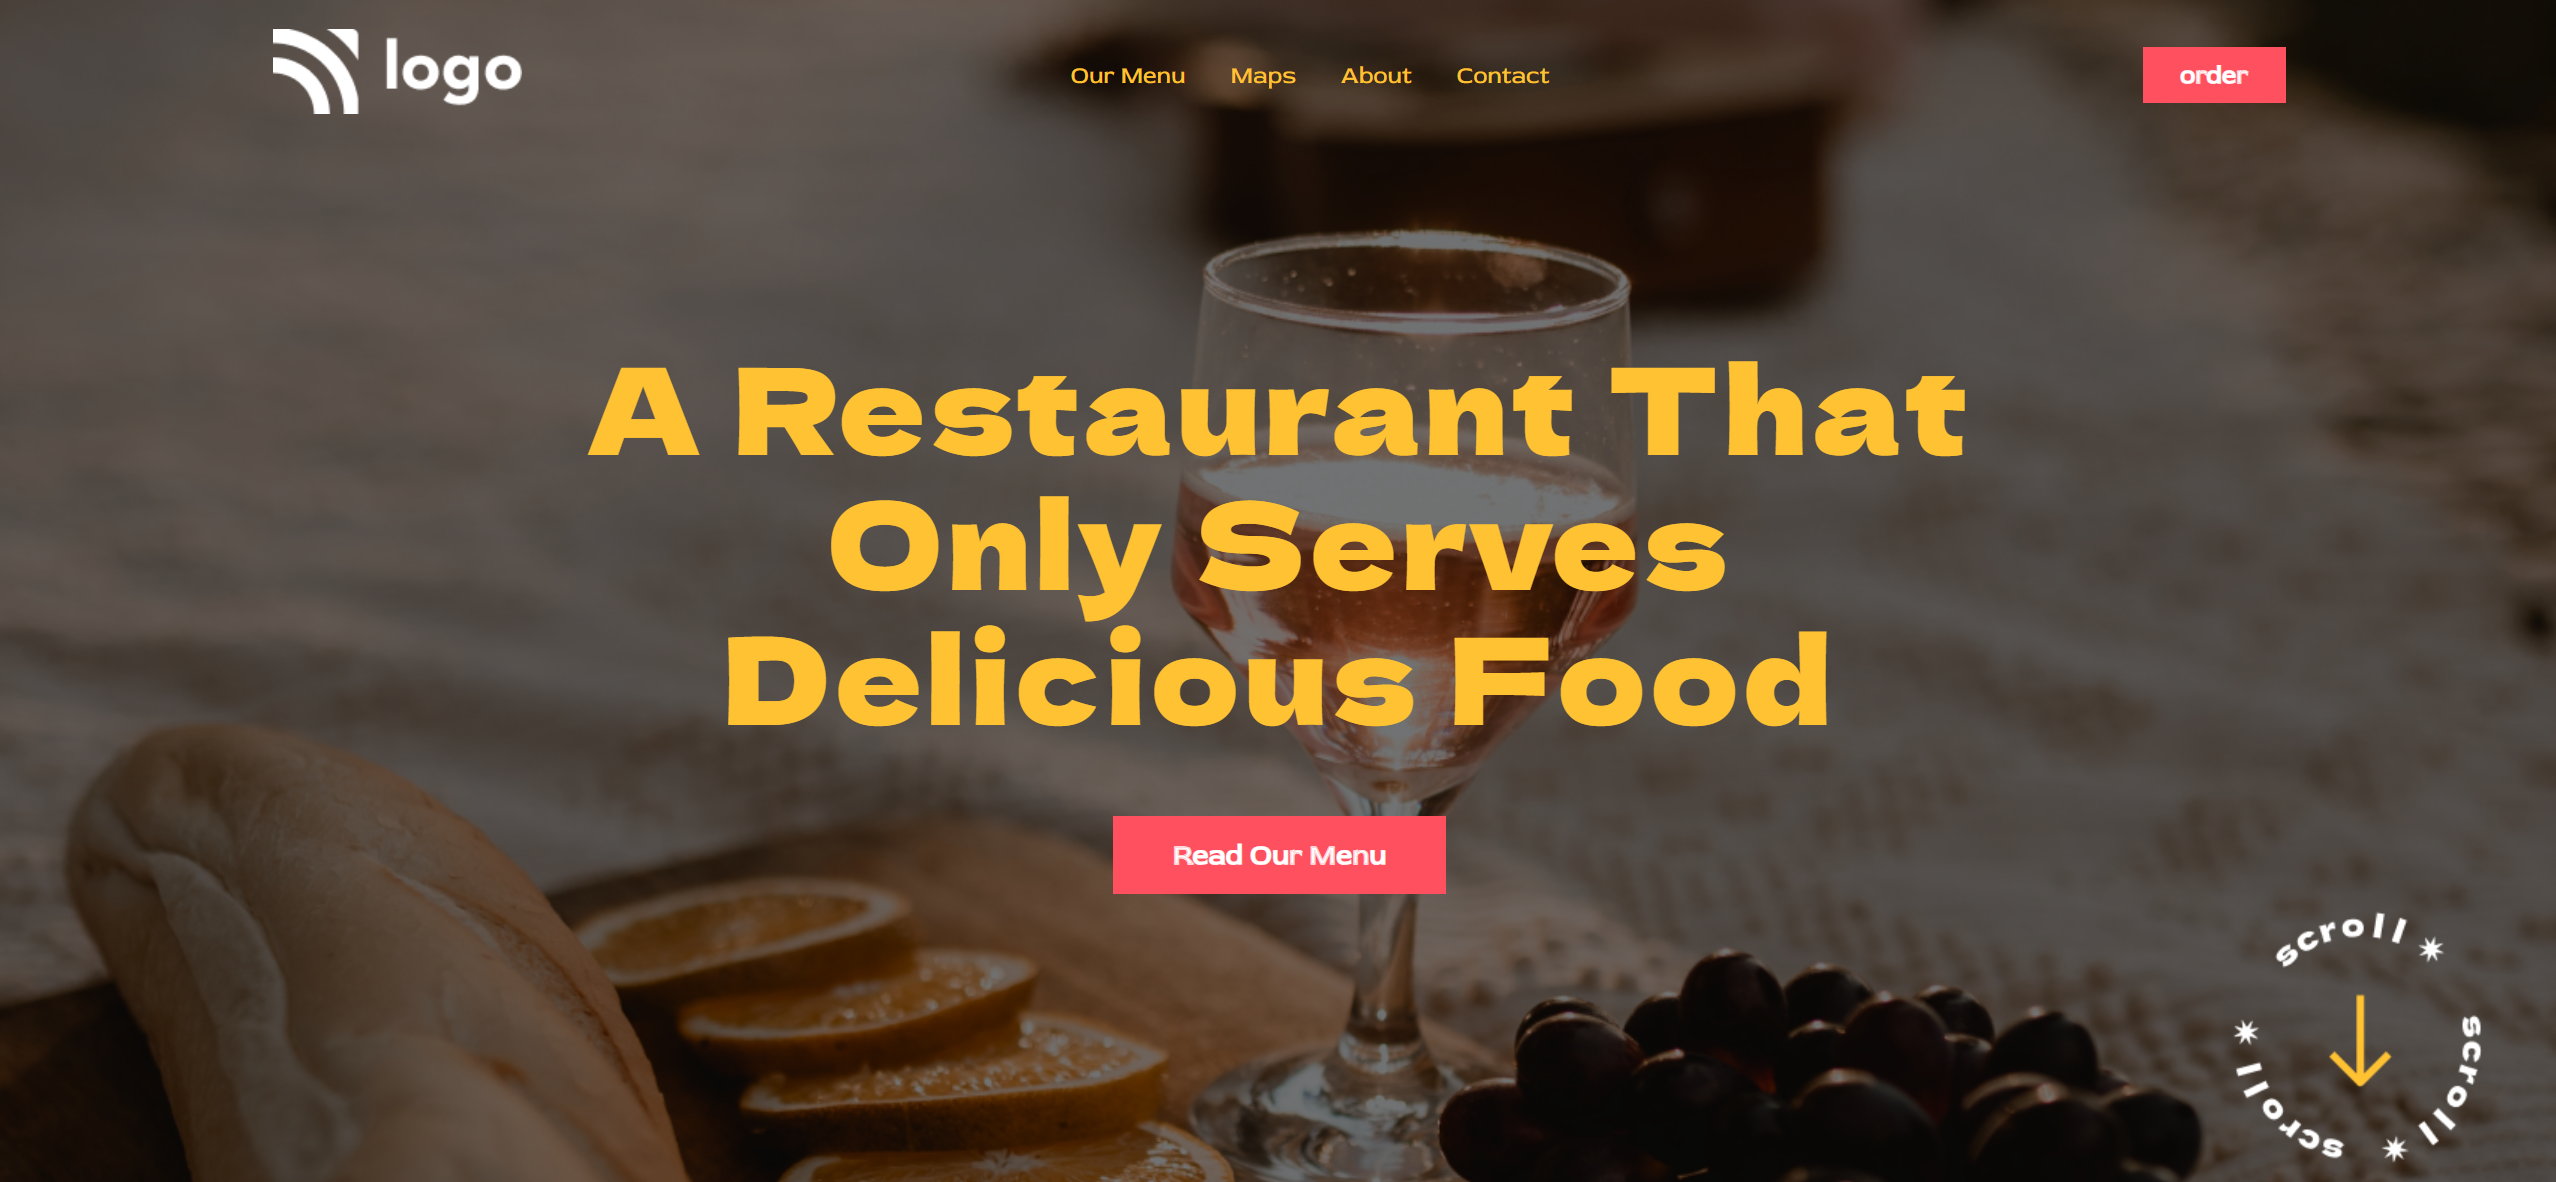 logo
Our Menu Maps About Contact
order
A Restaurant That
Only Serves
Delicious Food
Read Our Menu
scroll
scroll
scroll